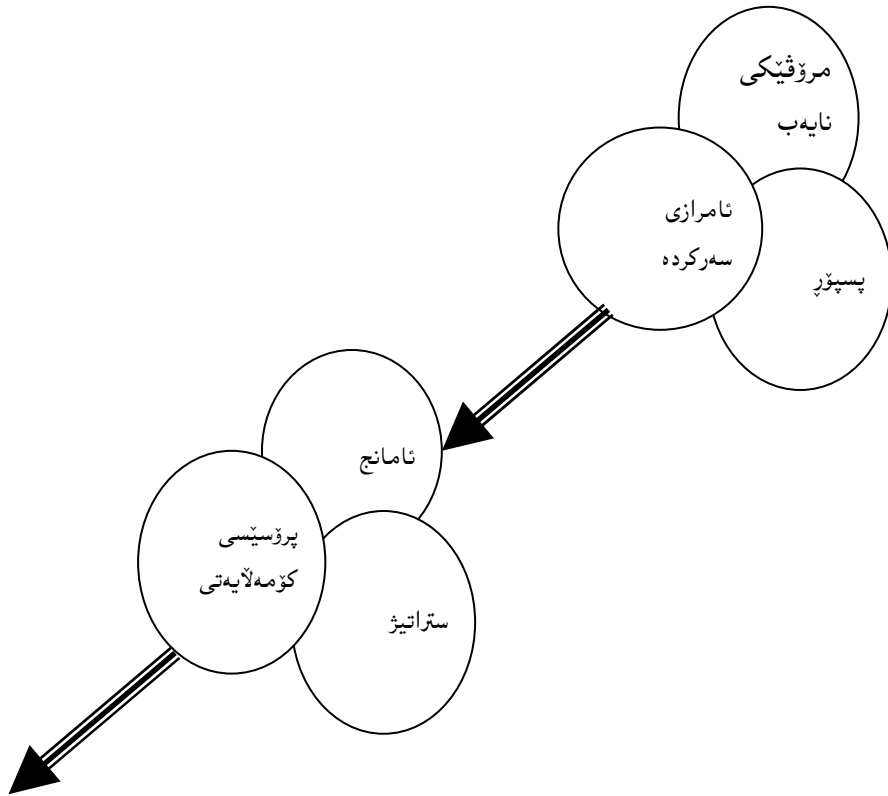 مرۆڤێکی
نایەب
ئامرازی
سەرکردە
پسپۆڕ
ئامانج
پرۆسێسی
کۆمەڵایەتی
ستراتیژ